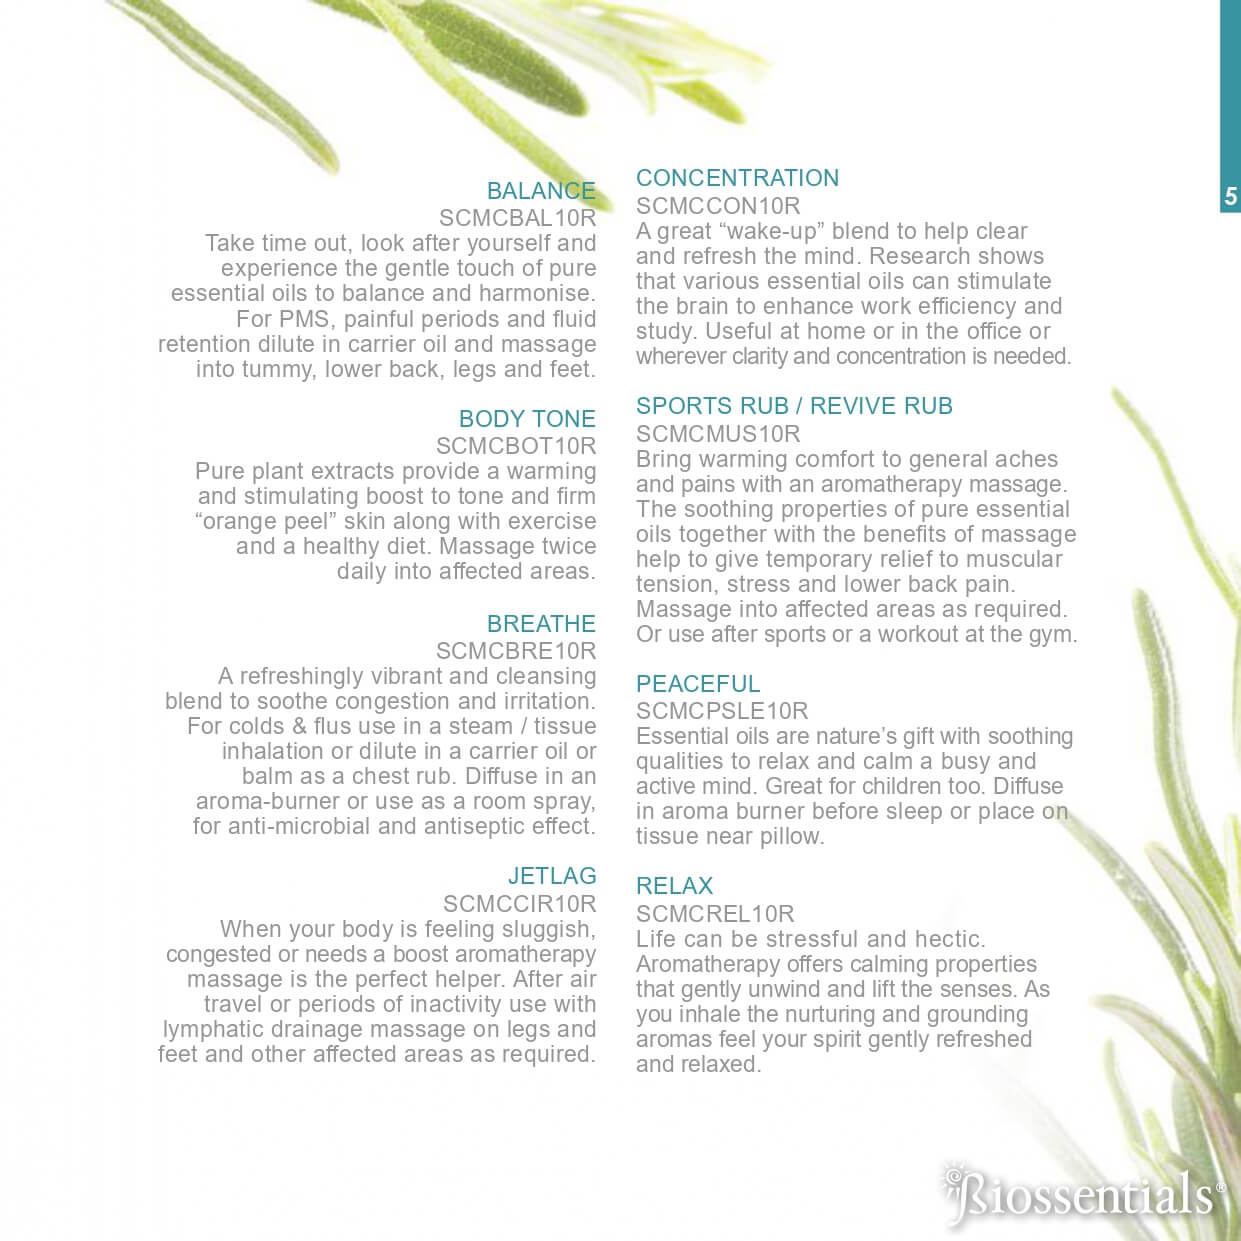 BALANCE
SCMCBAL10R
Take time out, look after yourself and
experience the gentle touch of pure
essential oils to balance and harmonise.
For PMS, painful periods and fluid
retention dilute in carrier oil and massage
into tummy, lower back, legs and feet.
BODY TONE
SCMCBOT10R
Pure plant extracts provide a warming
and stimulating boost to tone and firm
“orange peel” skin along with exercise
and a healthy diet. Massage twice
daily into affected areas.
BREATHE
SCMCBRE10R
A refreshingly vibrant and cleansing
blend to soothe congestion and irritation.
For colds & flus use in a steam / tissue
inhalation or dilute in a carrier oil or
balm as a chest rub. Diffuse in an
aroma-burner or use as a room spray,
for anti-microbial and antiseptic effect.
JETLAG
SCMCCIR10R
When your body is feeling sluggish,
congested or needs a boost aromatherapy
massage is the perfect helper. After air
travel or periods of inactivity use with
lymphatic drainage massage on legs and
feet and other affected areas as required.
CONCENTRATION
SCMCCON10R
A great “wake-up” blend to help clear
and refresh the mind. Research shows
that various essential oils can stimulate
the brain to enhance work efficiency and
study. Useful at home or in the office or
wherever clarity and concentration is needed.
SPORTS RUB / REVIVE RUB
SCMCMUS10R
Bring warming comfort to general aches
and pains with an aromatherapy massage.
The soothing properties of pure essential
oils together with the benefits of massage
help to give temporary relief to muscular
tension, stress and lower back pain.
Massage into affected areas as required.
Or use after sports or a workout at the gym.
PEACEFUL
SCMCPSLE10R
Essential oils are nature’s gift with soothing
qualities to relax and calm a busy and
active mind. Great for children too. Diffuse
in aroma burner before sleep or place on
tissue near pillow.
RELAX
SCMCREL10R
Life can be stressful and hectic.
Aromatherapy offers calming properties
that gently unwind and lift the senses. As
you inhale the nurturing and grounding
aromas feel your spirit gently refreshed
and relaxed.
5
Biossentials®